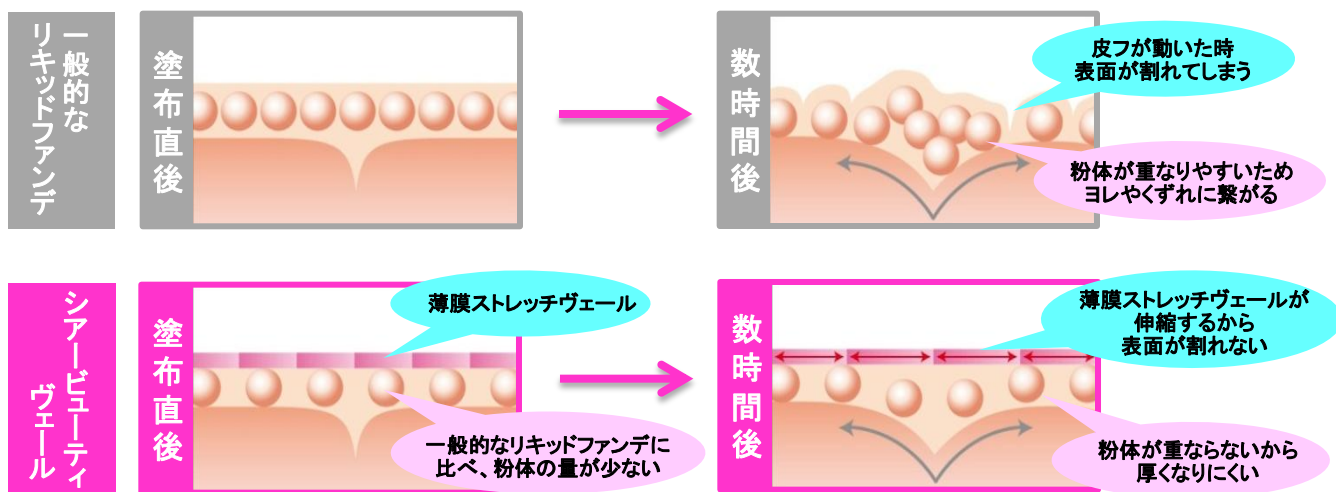 一般的な
リキッドファンデ
塗布直後
数時間後
皮フが動いた時
表面が割れてしまう
粉体が重なりやすいため
ヨレやくずれに繋がる
シアービューティ
ヴェール
塗布直後
薄膜ストレッチヴェール
一般的なリキッドファンデに
比べ、粉体の量が少ない
数時間後
薄膜ストレッチヴェールが
伸縮するから
表面が割れない
粉体が重ならないから
厚くなりにくい